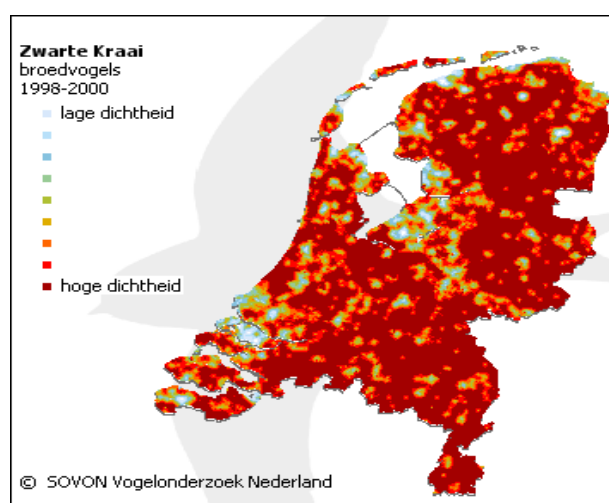 Zwarte Kraai
broedvogels
1998-2000
lage dichtheid
hoge dichtheid
© SOVON Vogelonderzoek Nederland